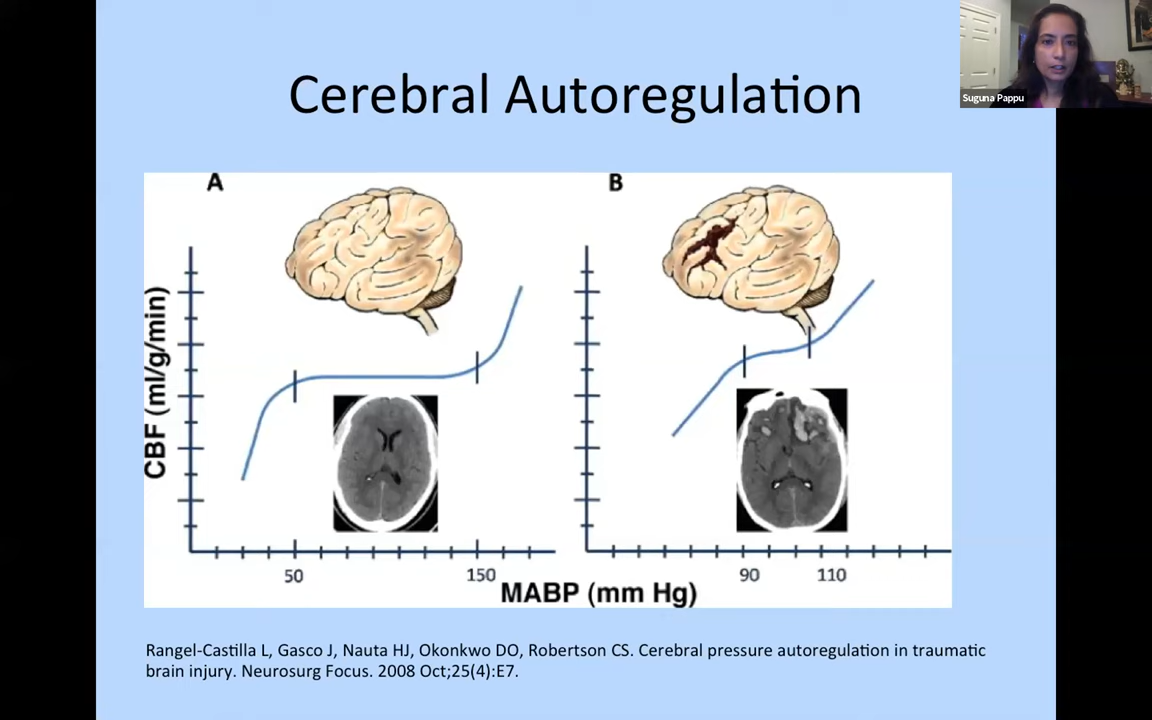 Suguna Pappu
Cerebral Autoregulation
A
B
CBF (ml/g/min)
50
150
90
110
MABP (mm Hg)
Rangel-Castilla L, Gasco J, Nauta HJ, Okonkwo DO, Robertson CS. Cerebral pressure autoregulation in traumatic
brain injury. Neurosurg Focus. 2008 Oct;25(4):E7.